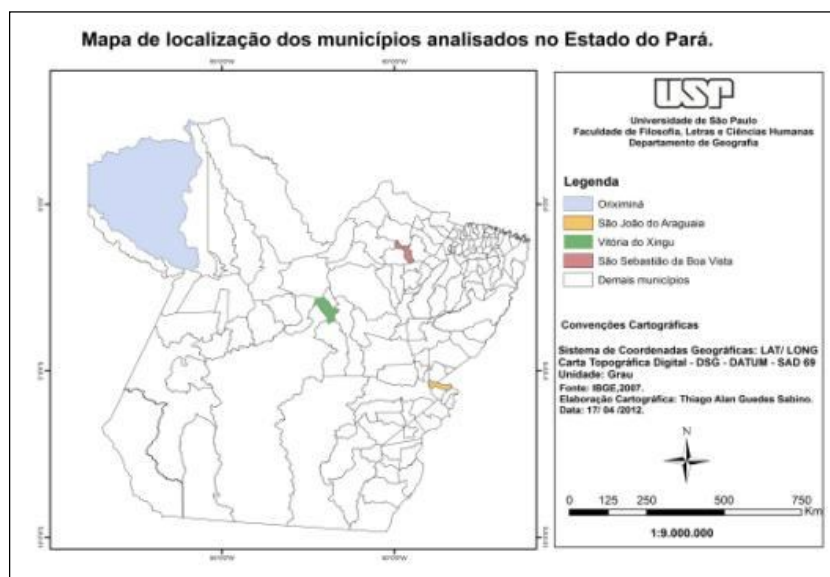 Mapa de localização dos municípios analisados no Estado do Pará.
USP
Universidade de São Paulo
Faculdade de Filosofia, Letras e Ciências Humanas
Departamento de Geografia
Legenda
Oriximiná
São João do Araguaia
Vitória do Xingu
São Sebastião da Boa Vista
Demais municípios
Convenções Cartográficas
Sistema de Coordenadas Geográficas: LAT/ LONG
Carta Topográfica Digital - DSG - DATUM - SAD 69
Unidade: Grau
Fonte: IBGE,2007.
Elaboração Cartográfica: Thiago Alan Guedes Sabino.
Data: 17/ 04 /2012.
N
0 125 250 500 750
Km
1:9.000.000